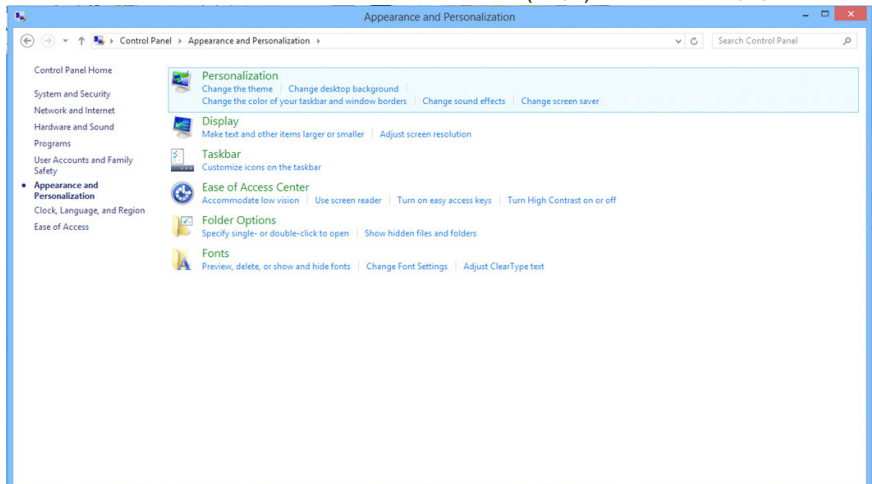 Appearance and Personalization
Control Panel Appearance and Personalization
Search Control Panel
Control Panel Home
System and Security
Network and Internet
Hardware and Sound
Programs
User Accounts and Family
Safety
Appearance and
Personalization
Clock, Language, and Region
Ease of Access
Personalization
Change the theme Change desktop background
Change the color of your taskbar and window borders Change sound effects Change screen saver
Display
Make text and other items larger or smaller Adjust screen resolution
Taskbar
Customize icons on the taskbar
Ease of Access Center
Accommodate low vision Use screen reader Turn on easy access keys Turn High Contrast on or off
Folder Options
Specify single- or double-click to open Show hidden files and folders
Fonts
Preview, delete, or show and hide fonts Change Font Settings Adjust ClearType text